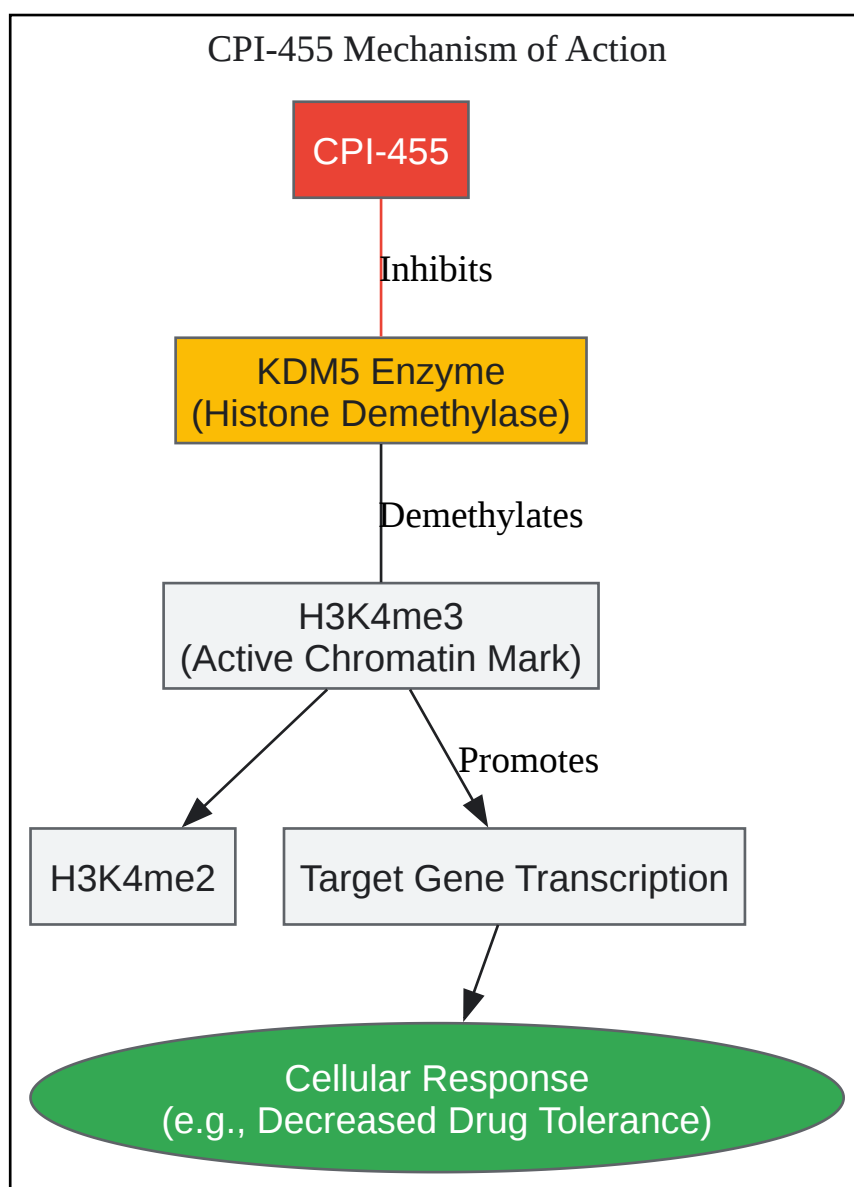 CPI-455 Mechanism of Action
CPI-455
Inhibits
KDM5 Enzyme
(Histone Demethylase)
Demethylates
H3K4me3
(Active Chromatin Mark)
Promotes
H3K4me2
Target Gene Transcription
Cellular Response
(e.g., Decreased Drug Tolerance)